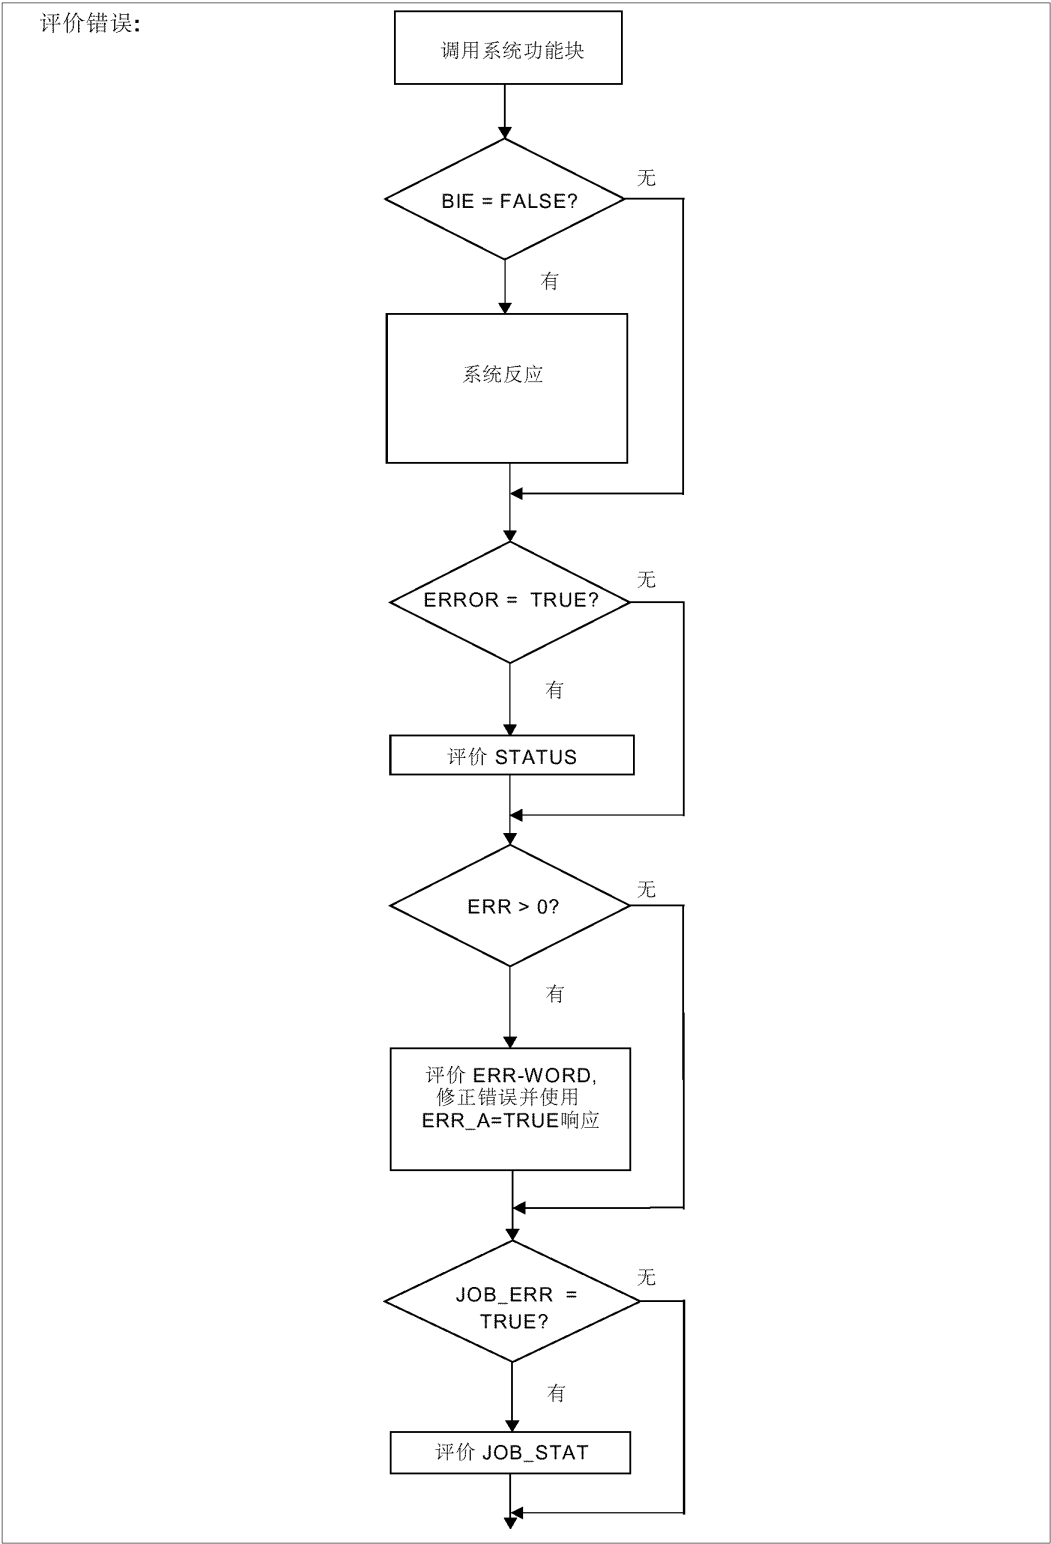 评价错误:
调用系统功能块
BIE = FALSE?
无
有
系统反应
ERROR = TRUE?
无
有
评价 STATUS
ERR > 0?
无
有
评价 ERR-WORD,
修正错误并使用
ERR_A=TRUE响应
JOB_ERR =
TRUE?
无
有
评价 JOB_STAT